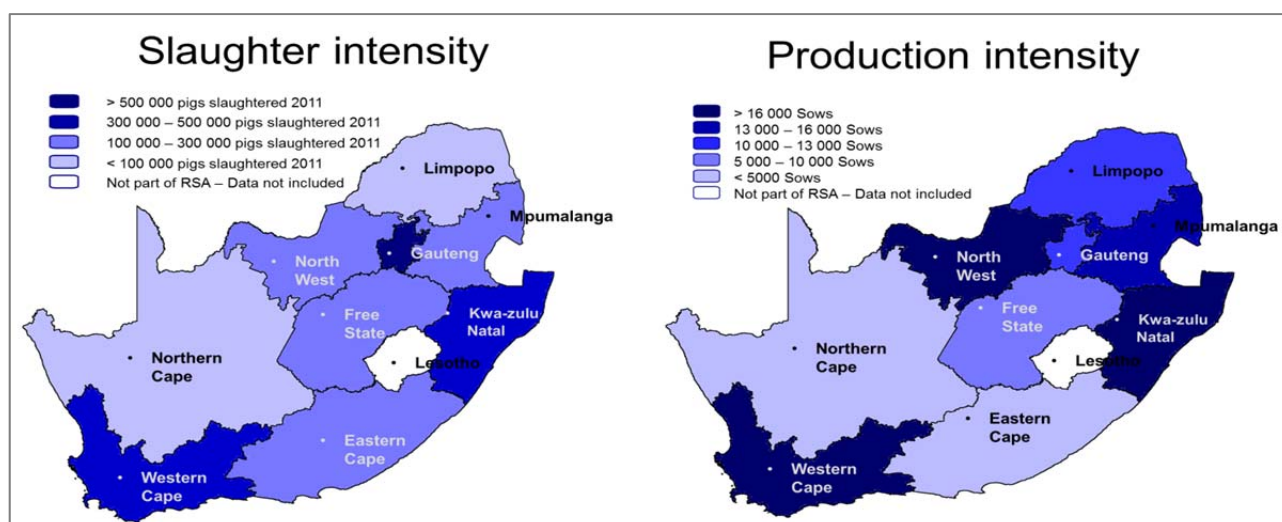 Slaughter intensity
> 500 000 pigs slaughtered 2011
300 000 – 500 000 pigs slaughtered 2011
100 000 – 300 000 pigs slaughtered 2011
< 100 000 pigs slaughtered 2011
Not part of RSA – Data not included
Limpopo
Mpumalanga
Gauteng
North
West
Free
State
Kwa-zulu
Natal
Lesotho
Northern
Cape
Eastern
Cape
Western
Cape
Production intensity
> 16 000 Sows
13 000 – 16 000 Sows
10 000 – 13 000 Sows
5 000 – 10 000 Sows
< 5000 Sows
Not part of RSA – Data not included
Limpopo
Mpumalanga
Gauteng
North
West
Free
State
Kwa-zulu
Natal
Lesotho
Northern
Cape
Eastern
Cape
Western
Cape